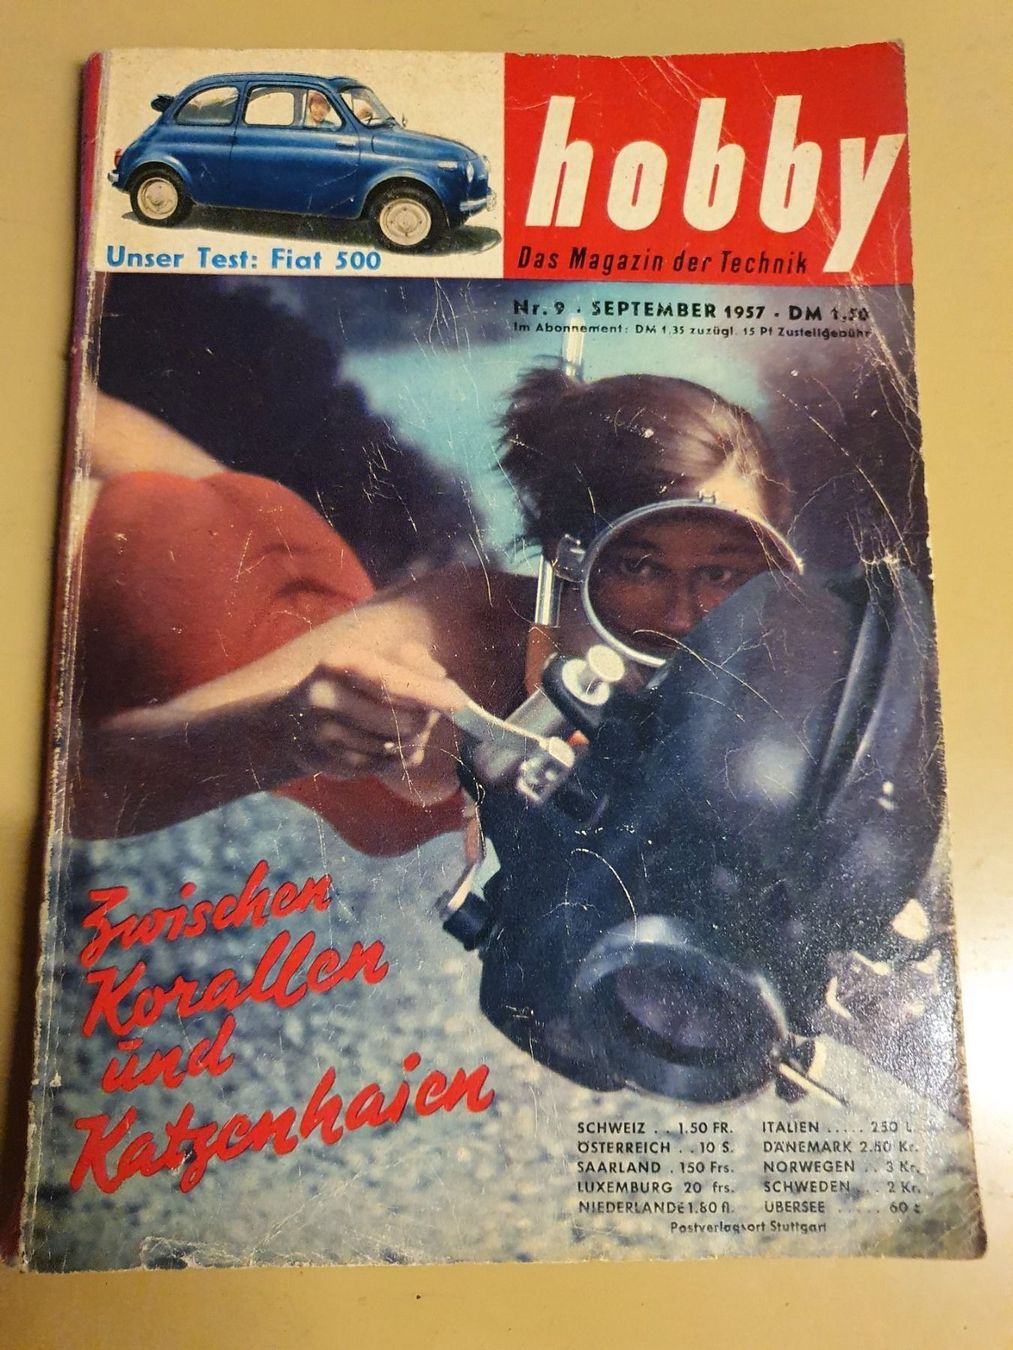 hobby
Das Magazin der Technik
Unser Test: Fiat 500
Nr. 9 · SEPTEMBER 1957 · DM 1,50
Im Abonnement: DM 1,35 zuzügl. 15 Pf Zustellgebühr
Zwischen
Korallen
und
Katzenhaien
SCHWEIZ . . 1.50 FR.
ÖSTERREICH . . 10 S.
SAARLAND . 150 Frs.
LUXEMBURG 20 frs.
NIEDERLANDE 1.80 fl.
ITALIEN ..... 250 L.
DÄNEMARK 2.50 Kr.
NORWEGEN . . 3 Kr.
SCHWEDEN . . . 2 Kr.
ÜBERSEE ..... 60 ¢
Postverlagsort Stuttgart